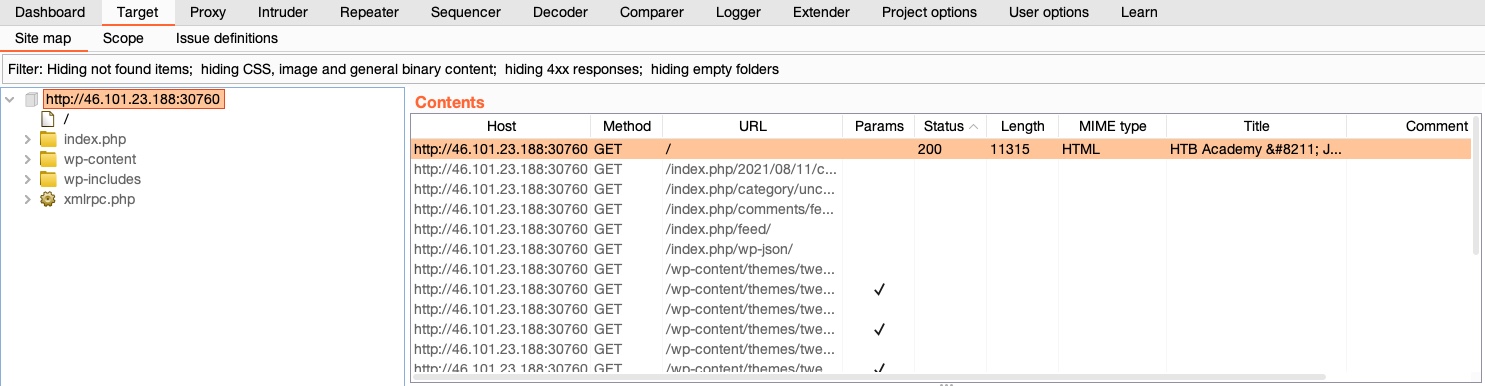 Dashboard Target Proxy Intruder Repeater Sequencer Decoder Comparer Logger Extender Project options User options Learn
Site map Scope Issue definitions
Filter: Hiding not found items; hiding CSS, image and general binary content; hiding 4xx responses; hiding empty folders
http://46.101.23.188:30760
/
index.php
wp-content
wp-includes
xmlrpc.php
Contents
Host Method URL Params Status Length MIME type Title Comment
http://46.101.23.188:30760 GET / 200 11315 HTML HTB Academy &#8211; J...
http://46.101.23.188:30760 GET /index.php/2021/08/11/c...
http://46.101.23.188:30760 GET /index.php/category/unc...
http://46.101.23.188:30760 GET /index.php/comments/fe...
http://46.101.23.188:30760 GET /index.php/feed/
http://46.101.23.188:30760 GET /index.php/wp-json/
http://46.101.23.188:30760 GET /wp-content/themes/twe...
http://46.101.23.188:30760 GET /wp-content/themes/twe... ✓
http://46.101.23.188:30760 GET /wp-content/themes/twe...
http://46.101.23.188:30760 GET /wp-content/themes/twe... ✓
http://46.101.23.188:30760 GET /wp-content/themes/twe...
http://46.101.23.188:30760 GET /wp-content/themes/twe... ✓